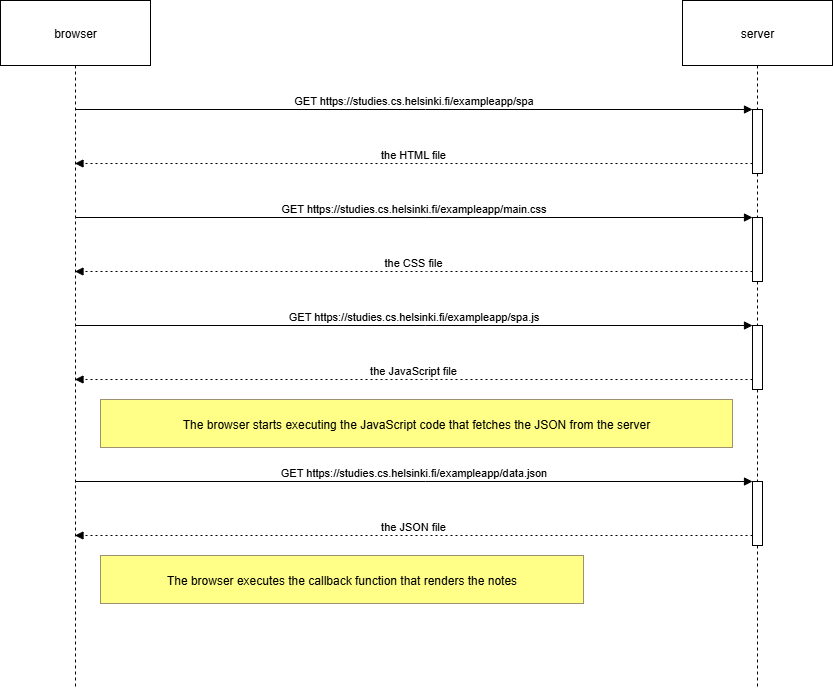 browser
server
GET https://studies.cs.helsinki.fi/exampleapp/spa
the HTML file
GET https://studies.cs.helsinki.fi/exampleapp/main.css
the CSS file
GET https://studies.cs.helsinki.fi/exampleapp/spa.js
the JavaScript file
The browser starts executing the JavaScript code that fetches the JSON from the server
GET https://studies.cs.helsinki.fi/exampleapp/data.json
the JSON file
The browser executes the callback function that renders the notes